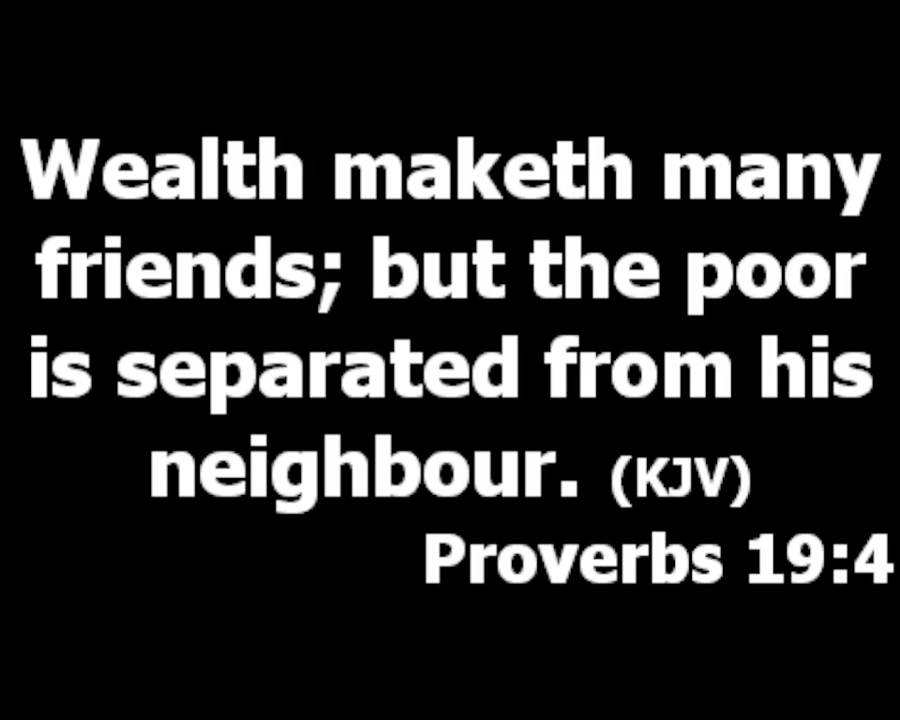 Wealth maketh many
friends; but the poor
is separated from his
neighbour. (KJV)
Proverbs 19:4